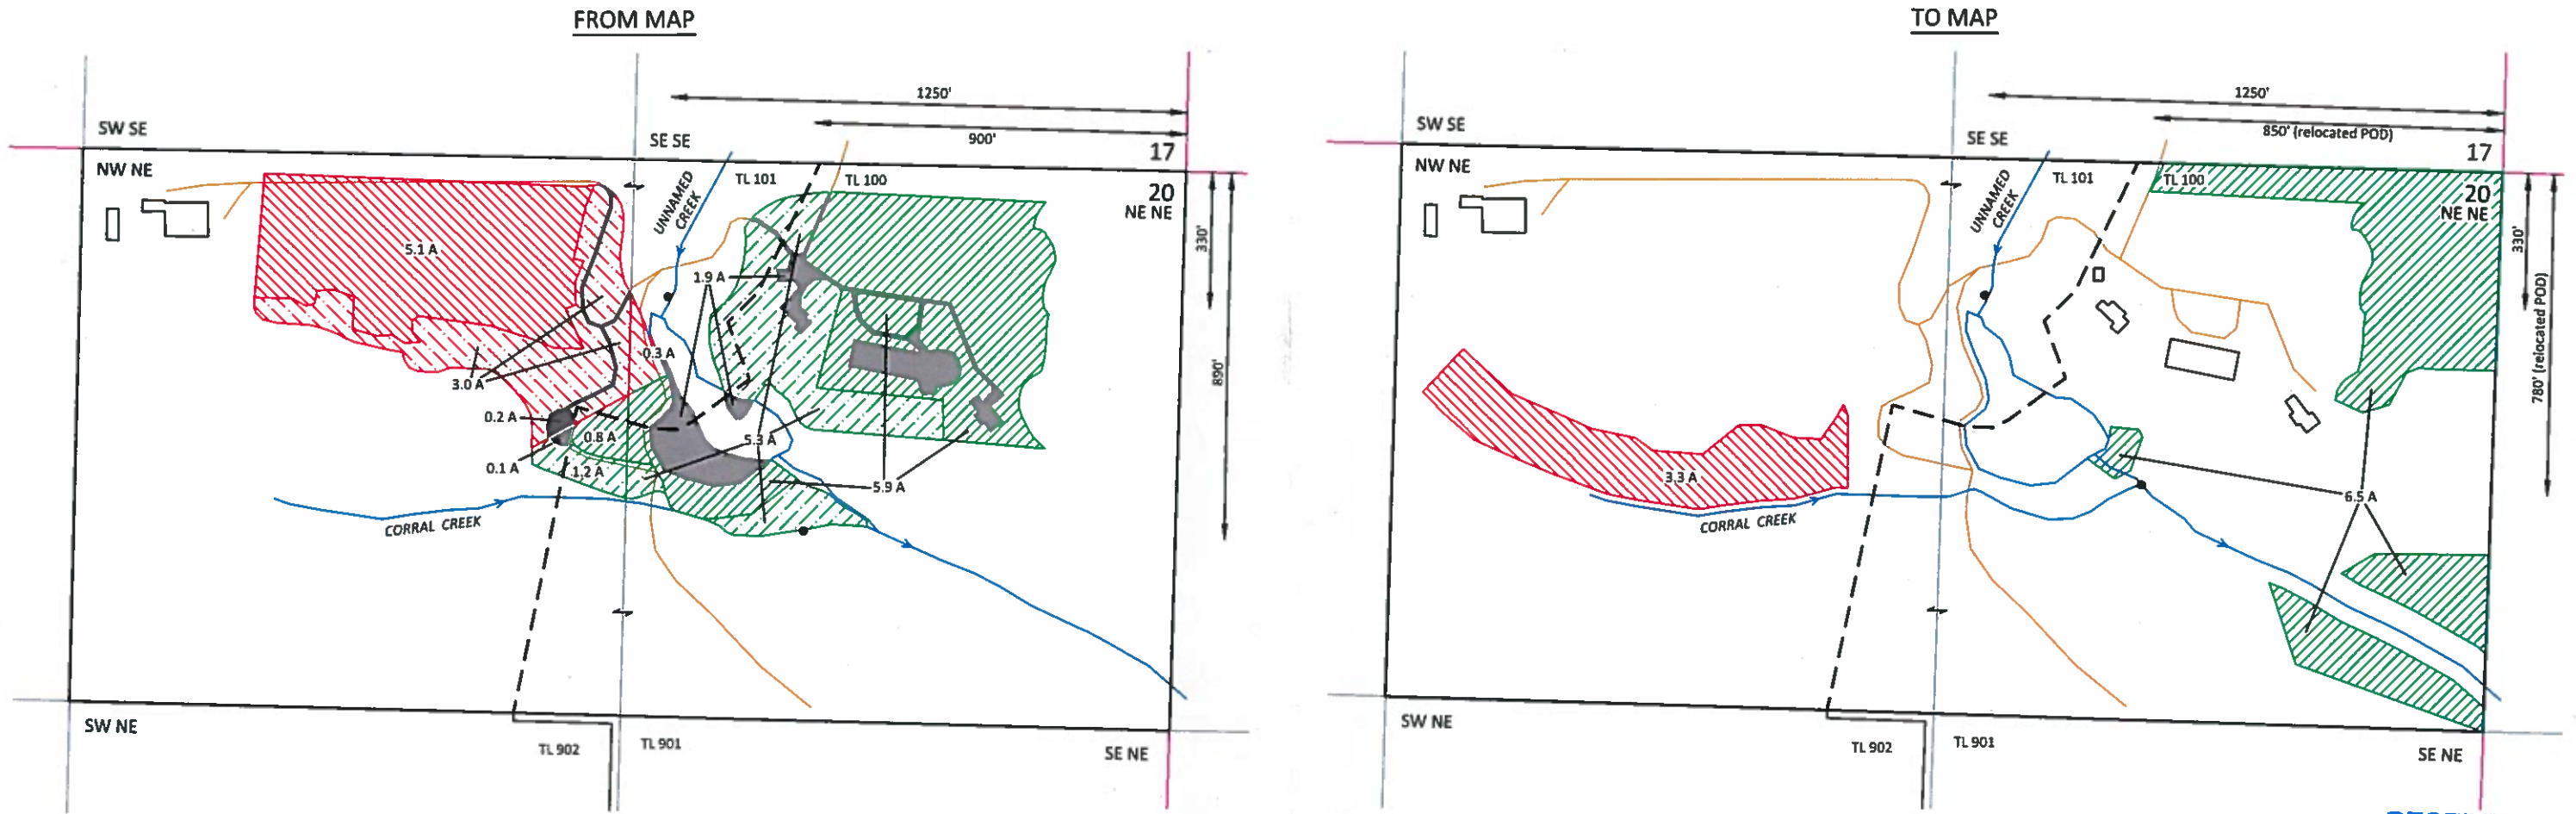 FROM MAP
1250'
900'
SW SE
SE SE
17
NW NE
TL 101
TL 100
20
NE NE
UNNAMED
CREEK
330'
890'
5.1 A
1.9 A
0.3 A
3.0 A
0.2 A
0.8 A
5.3 A
0.1 A
1.2 A
5.9 A
CORRAL CREEK
SW NE
TL 902
TL 901
SE NE
TO MAP
1250'
850' (relocated POD)
SW SE
SE SE
17
NW NE
TL 101
TL 100
20
NE NE
UNNAMED
CREEK
330'
780' (relocated POD)
3.3 A
6.5 A
CORRAL CREEK
SW NE
TL 902
TL 901
SE NE